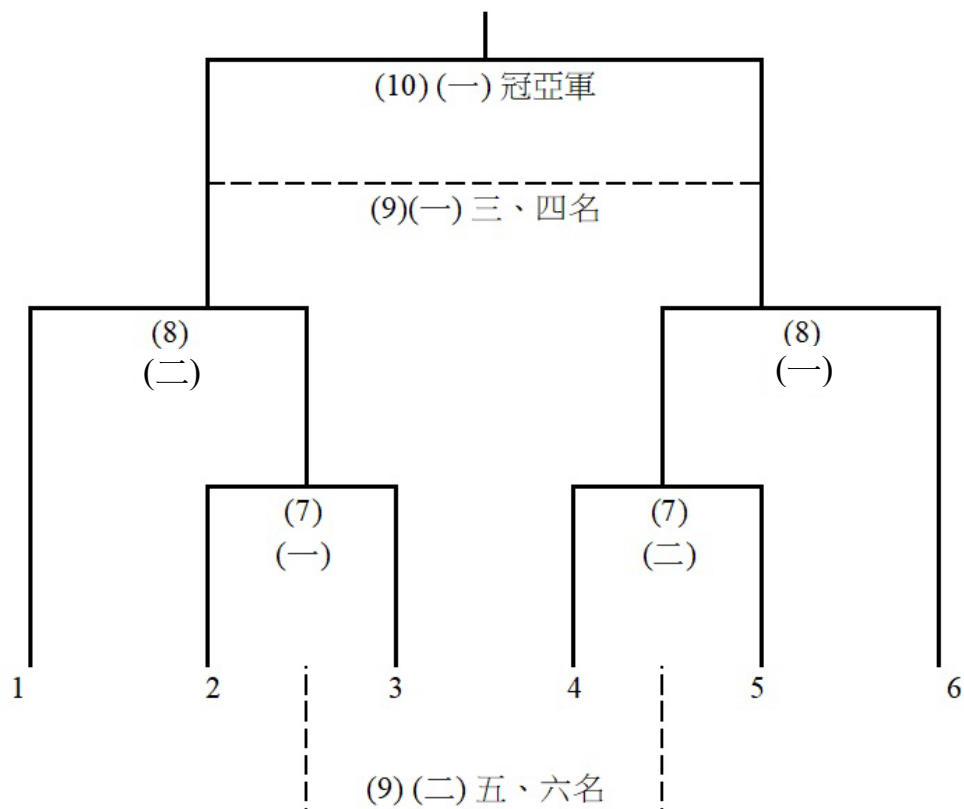 (10) (一) 冠亞軍
(9)(一) 三、四名
(8) (8)
(二) (一)
(7) (7)
(一) (二)
1 2 3 4 5 6
(9) (二) 五、六名